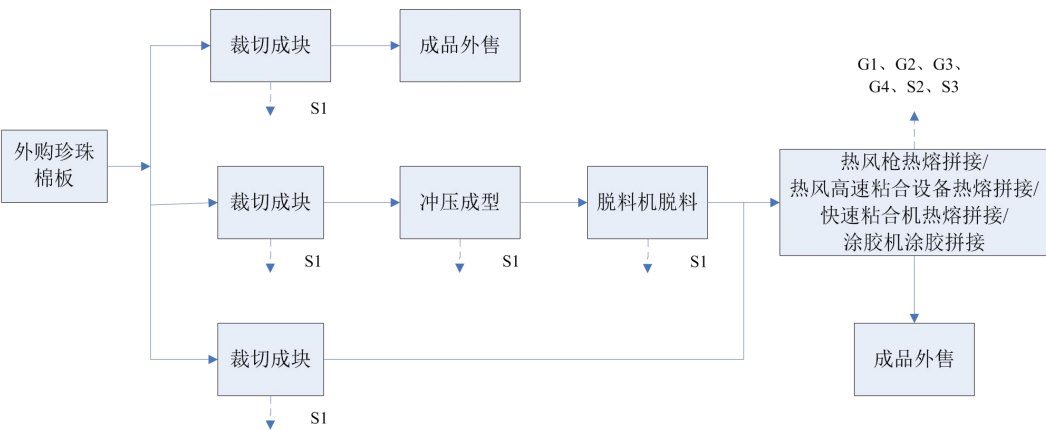 裁切成块
成品外售
S1
G1、G2、G3、
G4、S2、S3
外购珍珠
棉板
裁切成块
冲压成型
脱料机脱料
热风枪热熔拼接/
热风高速粘合设备热熔拼接/
快速粘合机热熔拼接/
涂胶机涂胶拼接
S1
S1
S1
裁切成块
成品外售
S1